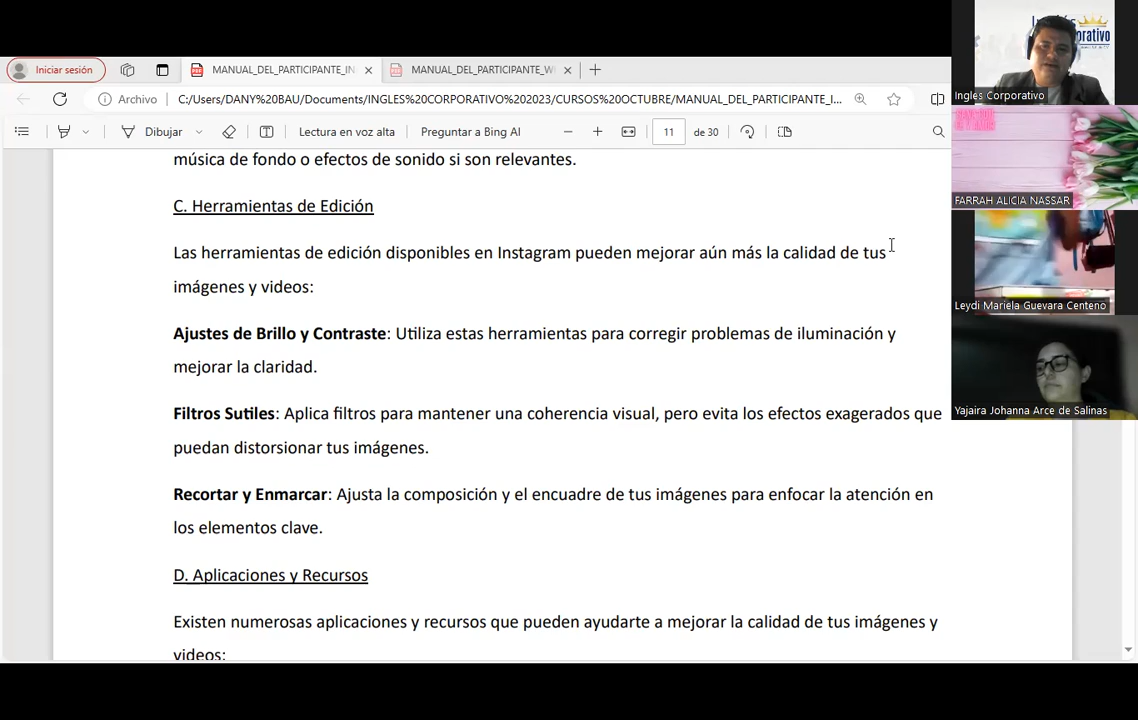 Iniciar sesión
MANUAL_DEL_PARTICIPANTE_IN
MANUAL_DEL_PARTICIPANTE_WI
Archivo
C:/Users/DANY%20BAU/Documents/INGLES%20CORPORATIVO%202023/CURSOS%20OCTUBRE/MANUAL_DEL_PARTICIPANTE_I...
Dibujar
Lectura en voz alta
Preguntar a Bing AI
11
de 30
música de fondo o efectos de sonido si son relevantes.
C. Herramientas de Edición
Las herramientas de edición disponibles en Instagram pueden mejorar aún más la calidad de tus
imágenes y videos:
Ajustes de Brillo y Contraste: Utiliza estas herramientas para corregir problemas de iluminación y
mejorar la claridad.
Filtros Sutiles: Aplica filtros para mantener una coherencia visual, pero evita los efectos exagerados que
puedan distorsionar tus imágenes.
Recortar y Enmarcar: Ajusta la composición y el encuadre de tus imágenes para enfocar la atención en
los elementos clave.
D. Aplicaciones y Recursos
Existen numerosas aplicaciones y recursos que pueden ayudarte a mejorar la calidad de tus imágenes y
videos:
Ingles Corporativo
FARRAH ALICIA NASSAR
Leydi Mariela Guevara Centeno
Yajaira Johanna Arce de Salinas